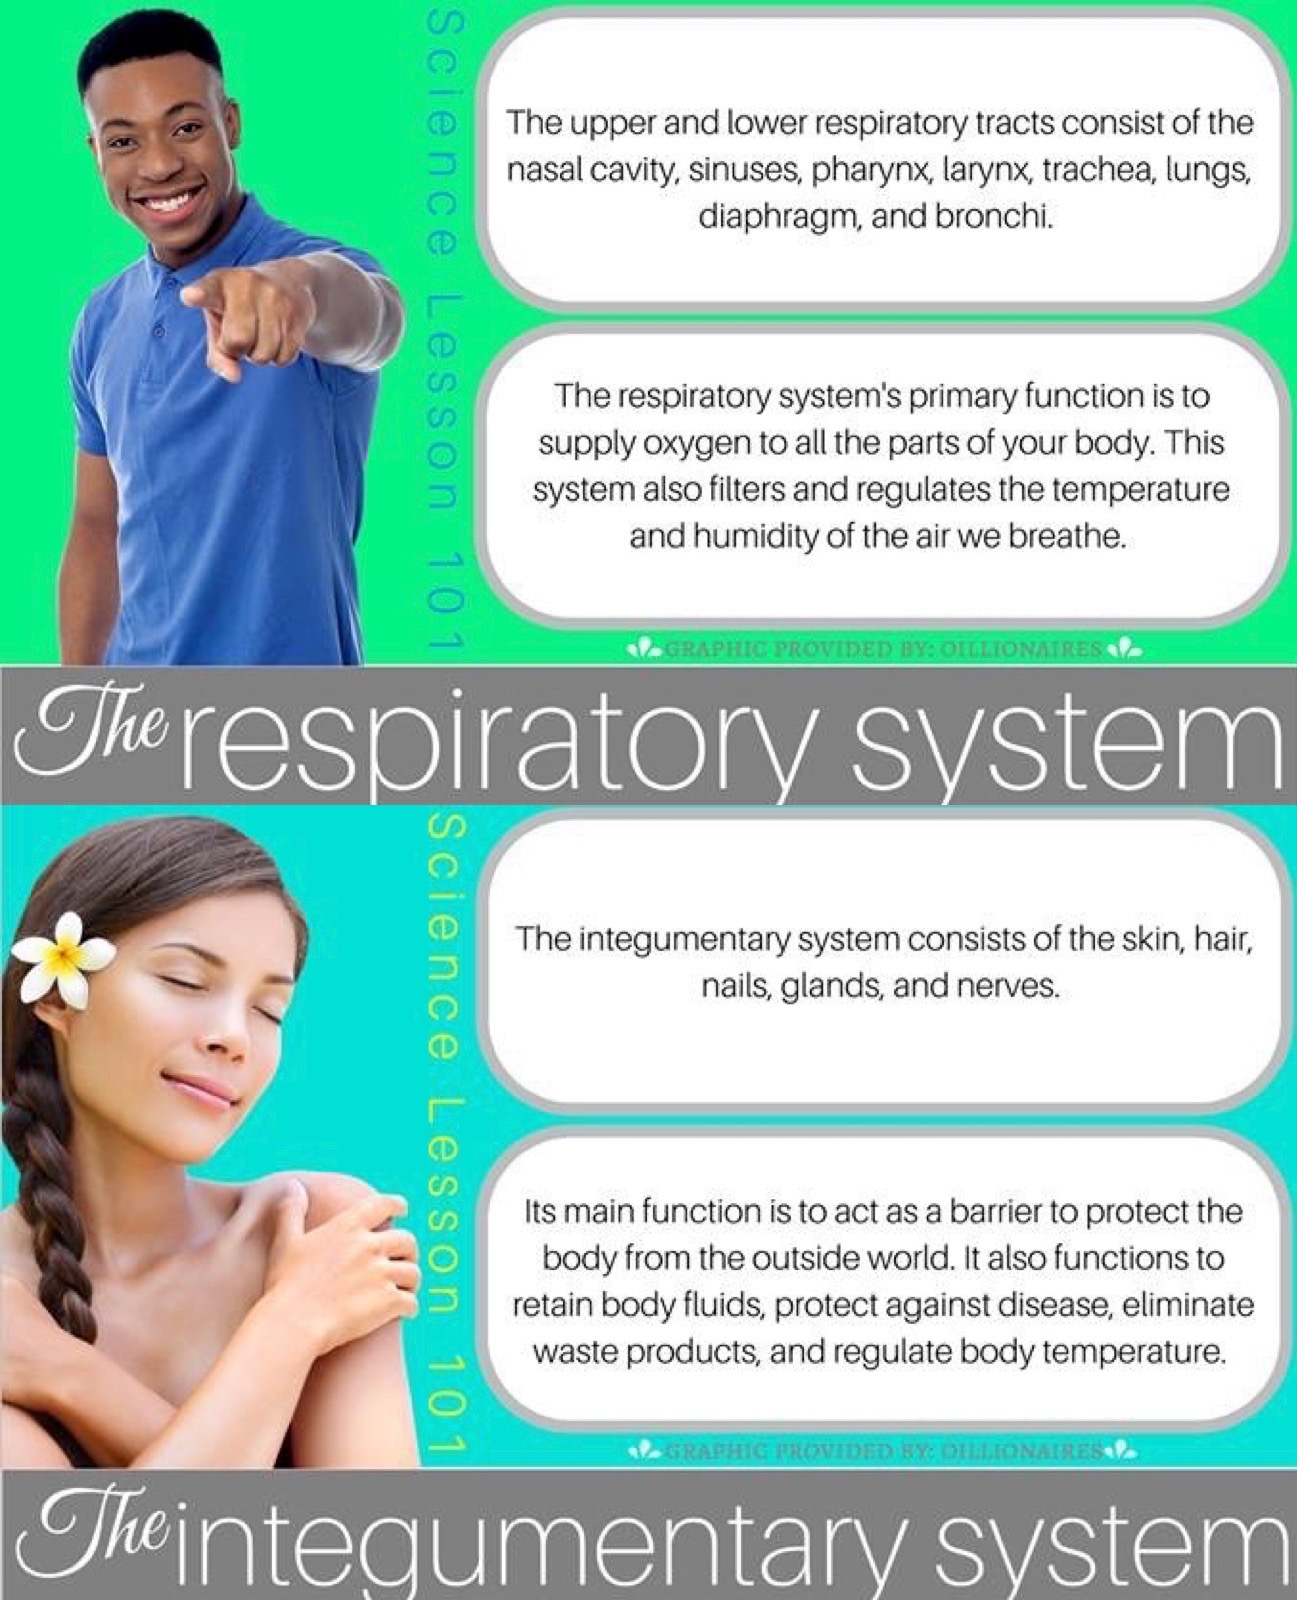 Science Lesson 101
The upper and lower respiratory tracts consist of the
nasal cavity, sinuses, pharynx, larynx, trachea, lungs,
diaphragm, and bronchi.
The respiratory system's primary function is to
supply oxygen to all the parts of your body. This
system also filters and regulates the temperature
and humidity of the air we breathe.
GRAPHIC PROVIDED BY: OILLIONAIRES
The respiratory system
Science Lesson 101
The integumentary system consists of the skin, hair,
nails, glands, and nerves.
Its main function is to act as a barrier to protect the
body from the outside world. It also functions to
retain body fluids, protect against disease, eliminate
waste products, and regulate body temperature.
GRAPHIC PROVIDED BY: OILLIONAIRES
The integumentary system